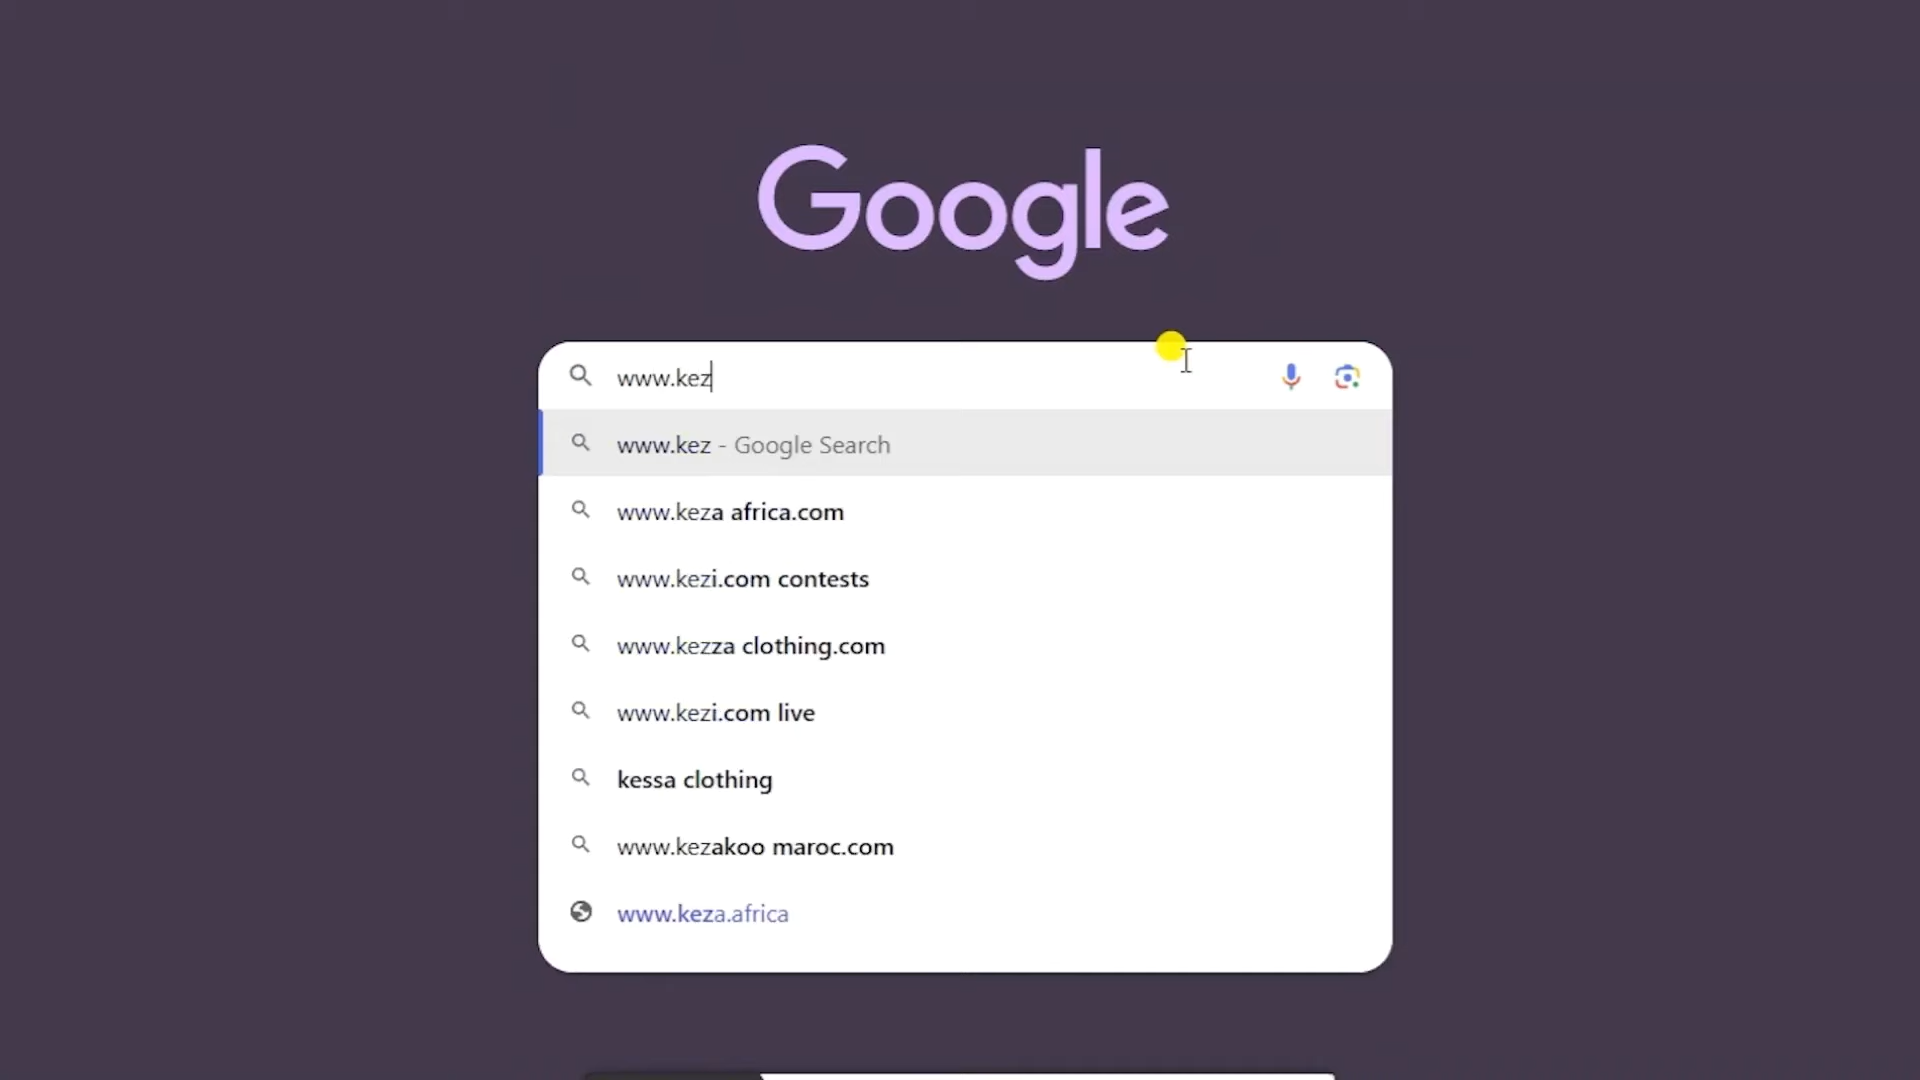 Google
www.kez
www.kez - Google Search
www.keza africa.com
www.kezi.com contests
www.kezza clothing.com
www.kezi.com live
kessa clothing
www.kezakoo maroc.com
www.keza.africa